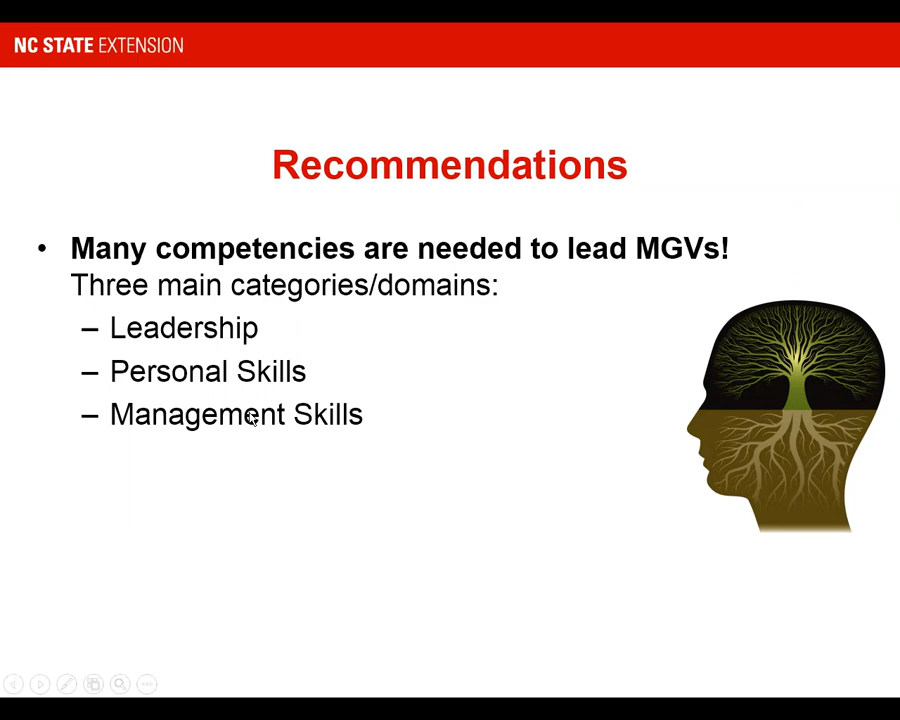 NC STATE EXTENSION
Recommendations
• Many competencies are needed to lead MGVs!
Three main categories/domains:
– Leadership
– Personal Skills
– Management Skills